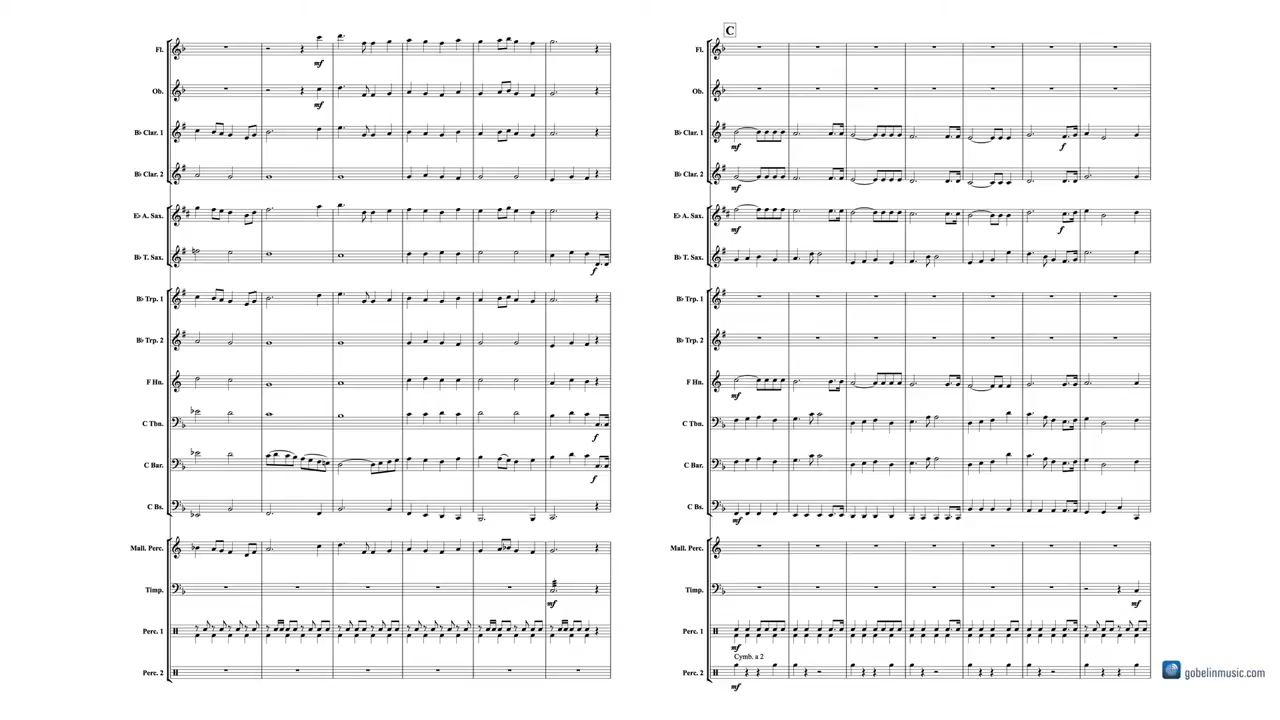 Fl.
mf
Ob.
mf
B♭ Clar. 1
B♭ Clar. 2
E♭ A. Sax.
B♭ T. Sax.
f
B♭ Trp. 1
B♭ Trp. 2
F Hn.
C Tbn.
f
C Bar.
f
C Bs.
Mall. Perc.
Timp.
mf
Perc. 1
Perc. 2
C
Fl.
Ob.
B♭ Clar. 1
mf
f
B♭ Clar. 2
mf
E♭ A. Sax.
mf
f
B♭ T. Sax.
B♭ Trp. 1
B♭ Trp. 2
F Hn.
mf
C Tbn.
C Bar.
C Bs.
mf
Mall. Perc.
Timp.
mf
Perc. 1
mf
Cymb. a 2
Perc. 2
mf
gobelinmusic.com